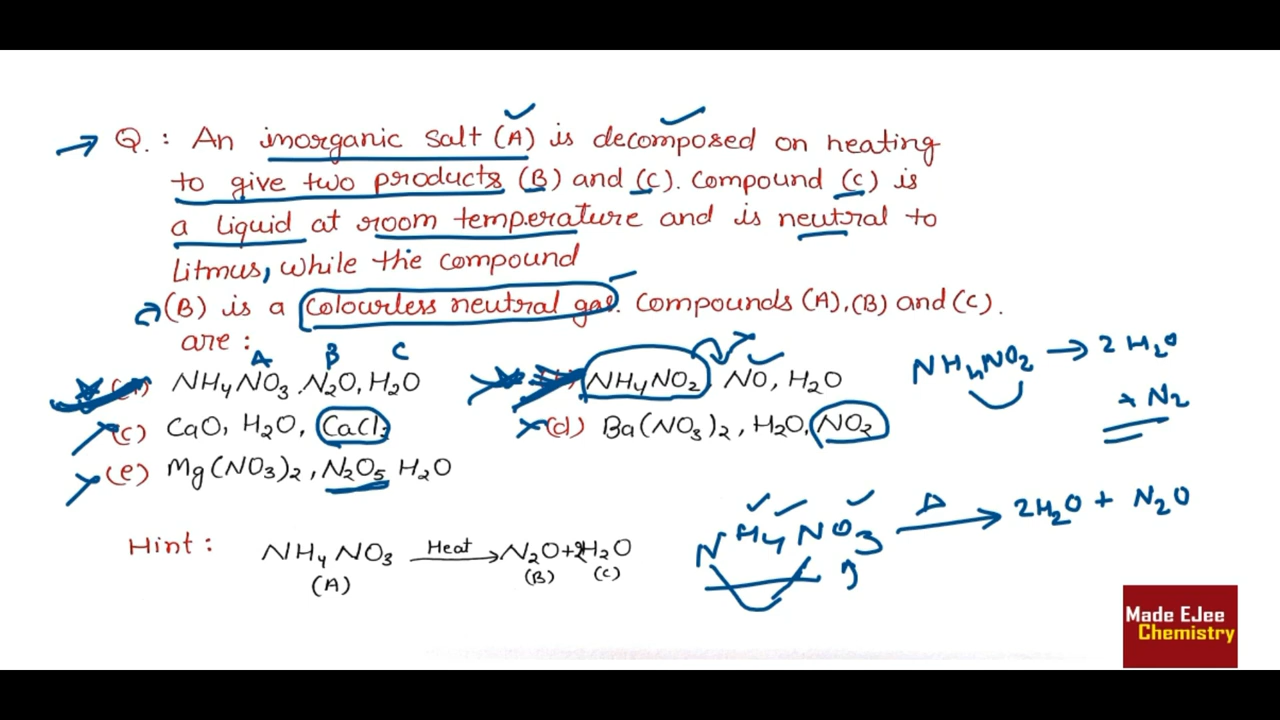 Q. : An inorganic salt (A) is decomposed on heating
to give two products (B) and (C). Compound (C) is
a liquid at room temperature and is neutral to
Litmus, while the compound
(B) is a colourless neutral gas. Compounds (A), (B) and (C).
are :
A B C
NH4NO3, N2O, H2O NH4NO2, NO, H2O
(c) CaO, H2O, CaCl2 (d) Ba(NO3)2, H2O, NO2
(e) Mg(NO3)2, N2O5 H2O
NH4NO2 → 2H2O
+ N2
Hint : NH4NO3 Heat → N2O+2H2O
(A) (B) (C)
NH4NO3 Δ → 2H2O + N2O
Made EJee
Chemistry